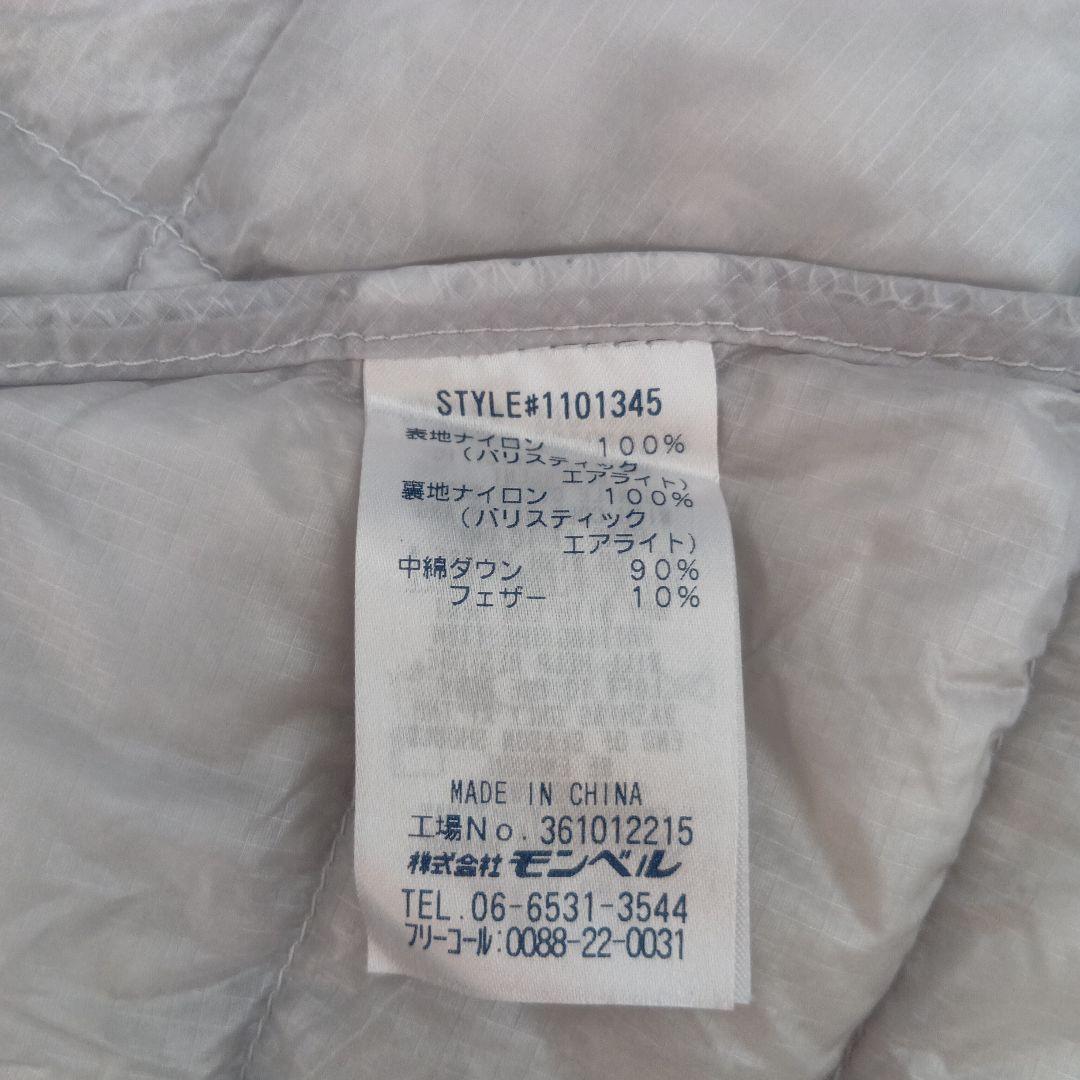 STYLE#1101345
表地ナイロン 100%
(バリスティック
エアライト)
裏地ナイロン 100%
(バリスティック
エアライト)
中綿ダウン 90%
フェザー 10%
MADE IN CHINA
工場No. 361012215
株式会社 モンベル
TEL. 06-6531-3544
フリーコール:0088-22-0031